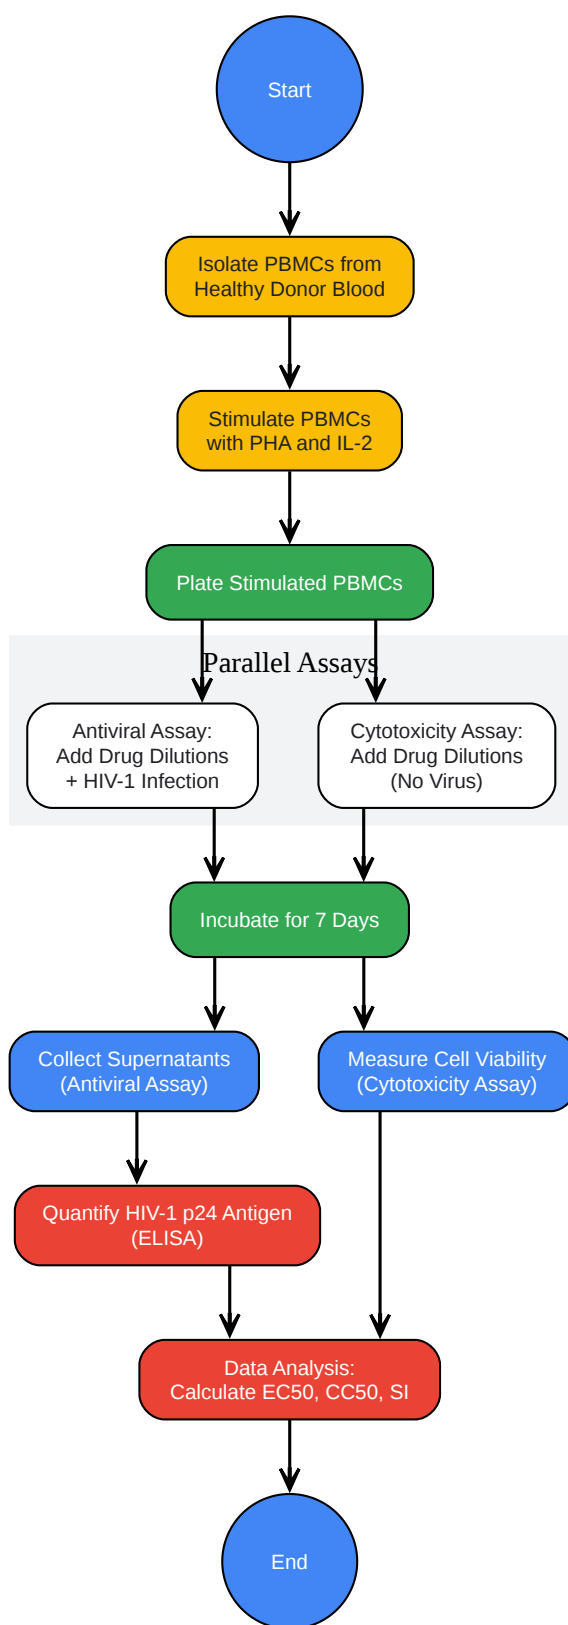 Start
Isolate PBMCs from
Healthy Donor Blood
Stimulate PBMCs
with PHA and IL-2
Plate Stimulated PBMCs
Parallel Assays
Antiviral Assay:
Add Drug Dilutions
+ HIV-1 Infection
Cytotoxicity Assay:
Add Drug Dilutions
(No Virus)
Incubate for 7 Days
Collect Supernatants
(Antiviral Assay)
Measure Cell Viability
(Cytotoxicity Assay)
Quantify HIV-1 p24 Antigen
(ELISA)
Data Analysis:
Calculate EC50, CC50, SI
End